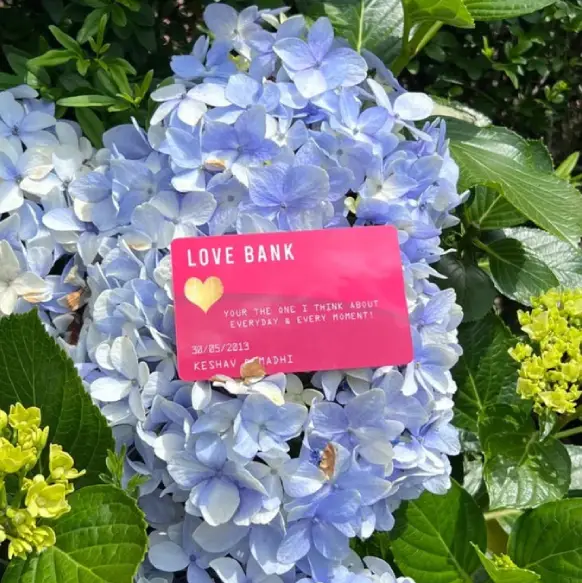 LOVE BANK
YOUR THE ONE I THINK ABOUT
EVERYDAY & EVERY MOMENT!
30/05/2013
KESHAV